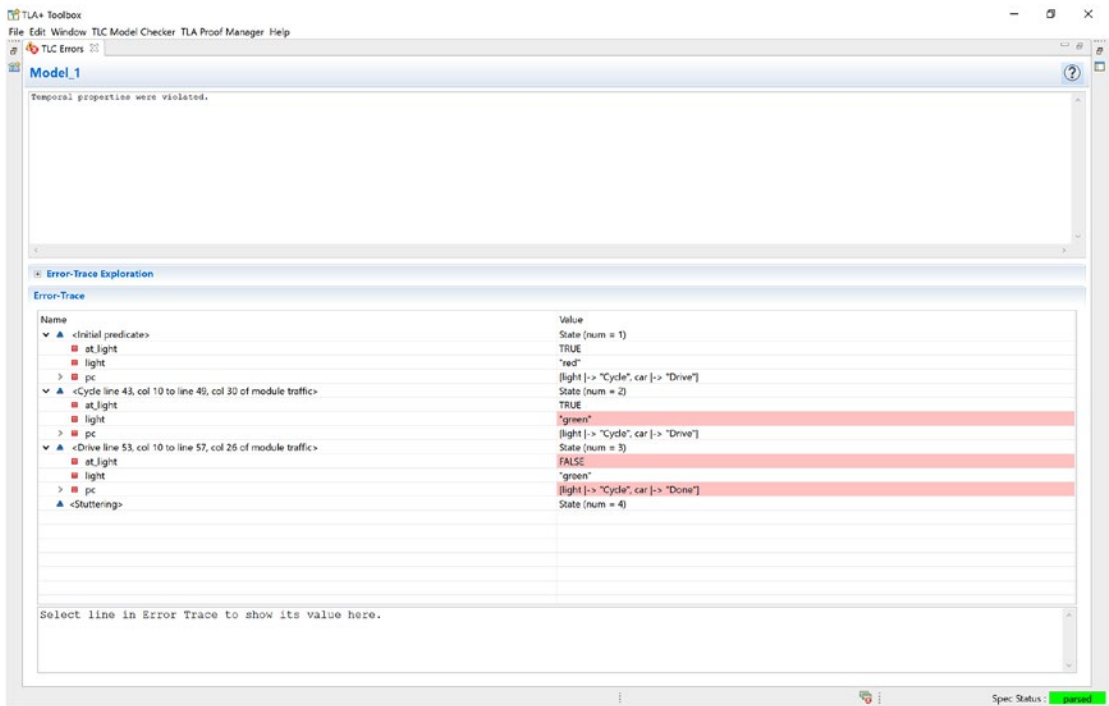 TLA+ Toolbox
File Edit Window TLC Model Checker TLA Proof Manager Help
TLC Errors
Model_1
Temporal properties were violated.
Error-Trace Exploration
Error-Trace
Name Value
<Initial predicate> State (num = 1)
at_light TRUE
light "red"
pc [light |-> "Cycle", car |-> "Drive"]
<Cycle line 43, col 10 to line 49, col 30 of module traffic> State (num = 2)
at_light TRUE
light "green"
pc [light |-> "Cycle", car |-> "Drive"]
<Drive line 53, col 10 to line 57, col 26 of module traffic> State (num = 3)
at_light FALSE
light "green"
pc [light |-> "Cycle", car |-> "Done"]
<Stuttering> State (num = 4)
Select line in Error Trace to show its value here.
Spec Status : parsed